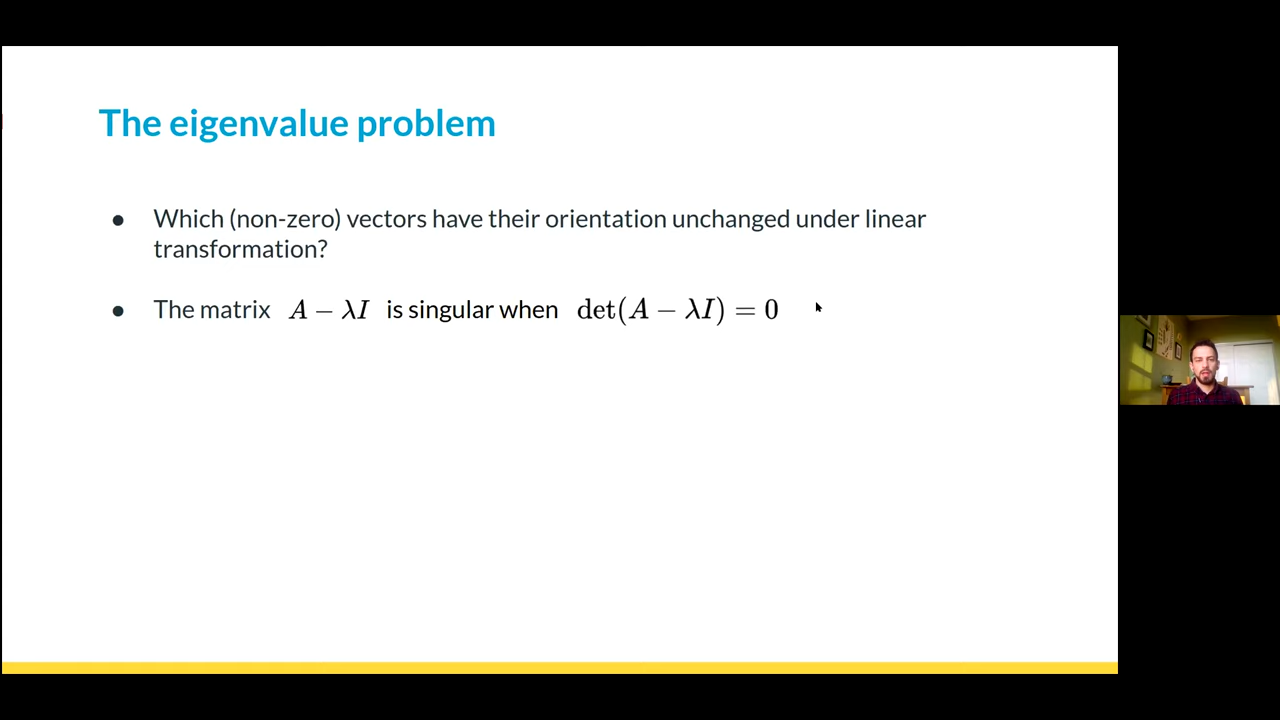 The eigenvalue problem
● Which (non-zero) vectors have their orientation unchanged under linear
transformation?
● The matrix A − λI is singular when det(A − λI) = 0